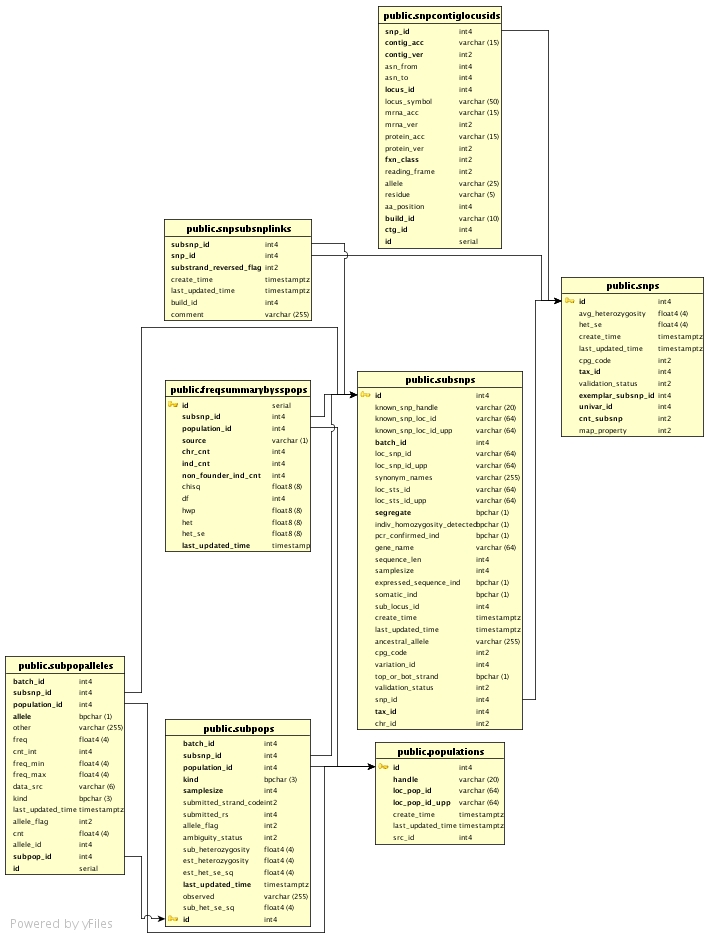 public.snpcontiglocusids
snp_id int4
contig_acc varchar (15)
contig_ver int2
asn_from int4
asn_to int4
locus_id int4
locus_symbol varchar (50)
mrna_acc varchar (15)
mrna_ver int2
protein_acc varchar (15)
protein_ver int2
fxn_class int2
reading_frame int2
allele varchar (25)
residue varchar (5)
aa_position int4
build_id varchar (10)
ctg_id int4
id serial
public.snpsubsnplinks
subsnp_id int4
snp_id int4
substrand_reversed_flag int2
create_time timestamptz
last_updated_time timestamptz
build_id int4
comment varchar (255)
public.snps
id int4
avg_heterozygosity float4 (4)
het_se float4 (4)
create_time timestamptz
last_updated_time timestamptz
cpg_code int2
tax_id int4
validation_status int2
exemplar_subsnp_id int4
univar_id int4
cnt_subsnp int2
map_property int2
public.freqsummarybysspops
id serial
subsnp_id int4
population_id int4
source varchar (1)
chr_cnt int4
ind_cnt int4
non_founder_ind_cnt int4
chisq float8 (8)
df int4
hwp float8 (8)
het float8 (8)
het_se float8 (8)
last_updated_time timestamp
public.subsnps
id int4
known_snp_handle varchar (20)
known_snp_loc_id varchar (64)
known_snp_loc_id_upp varchar (64)
batch_id int4
loc_snp_id varchar (64)
loc_snp_id_upp varchar (64)
synonym_names varchar (255)
loc_sts_id varchar (64)
loc_sts_id_upp varchar (64)
segregate bpchar (1)
indiv_homozygosity_detected bpchar (1)
pcr_confirmed_ind bpchar (1)
gene_name varchar (64)
sequence_len int4
samplesize int4
expressed_sequence_ind bpchar (1)
somatic_ind bpchar (1)
sub_locus_id int4
create_time timestamptz
last_updated_time timestamptz
ancestral_allele varchar (255)
cpg_code int2
variation_id int4
top_or_bot_strand bpchar (1)
validation_status int2
snp_id int4
tax_id int4
chr_id int2
public.subpopalleles
batch_id int4
subsnp_id int4
population_id int4
allele bpchar (1)
other varchar (255)
freq float4 (4)
cnt_int int4
freq_min float4 (4)
freq_max float4 (4)
data_src varchar (6)
kind bpchar (3)
last_updated_time timestamptz
allele_flag int2
cnt float4 (4)
allele_id int4
subpop_id int4
id serial
public.subpops
batch_id int4
subsnp_id int4
population_id int4
kind bpchar (3)
samplesize int4
submitted_strand_code int2
submitted_rs int4
allele_flag int2
ambiguity_status int2
sub_heterozygosity float4 (4)
est_heterozygosity float4 (4)
est_het_se_sq float4 (4)
last_updated_time timestamptz
observed varchar (255)
sub_het_se_sq float4 (4)
id int4
public.populations
id int4
handle varchar (20)
loc_pop_id varchar (64)
loc_pop_id_upp varchar (64)
create_time timestamptz
last_updated_time timestamptz
src_id int4
Powered by yFiles